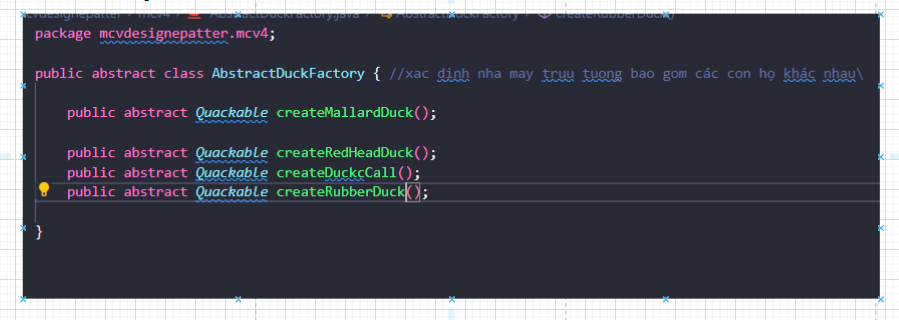 mcvdesignepatter > mcv4 > AbstractDuckFactory.java > AbstractDuckFactory > createRubberDuck()
package mcvdesignepatter.mcv4;
public abstract class AbstractDuckFactory { //xac dinh nha may truu tuong bao gom các con họ khác nhau\
public abstract Quackable createMallardDuck();
public abstract Quackable createRedHeadDuck();
public abstract Quackable createDuckcCall();
public abstract Quackable createRubberDuck();
}